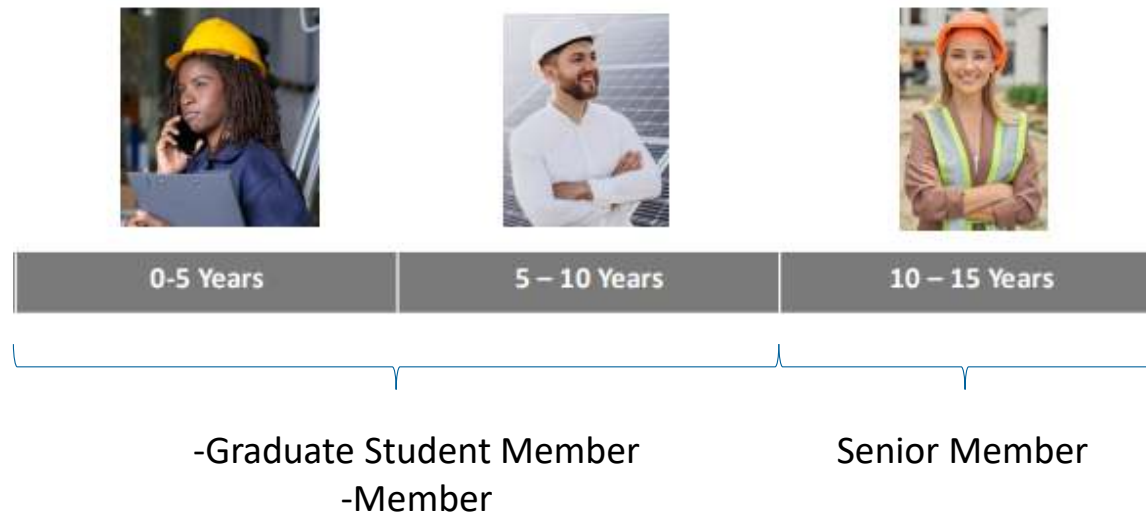 0-5 Years
5 – 10 Years
10 – 15 Years
-Graduate Student Member
-Member
Senior Member